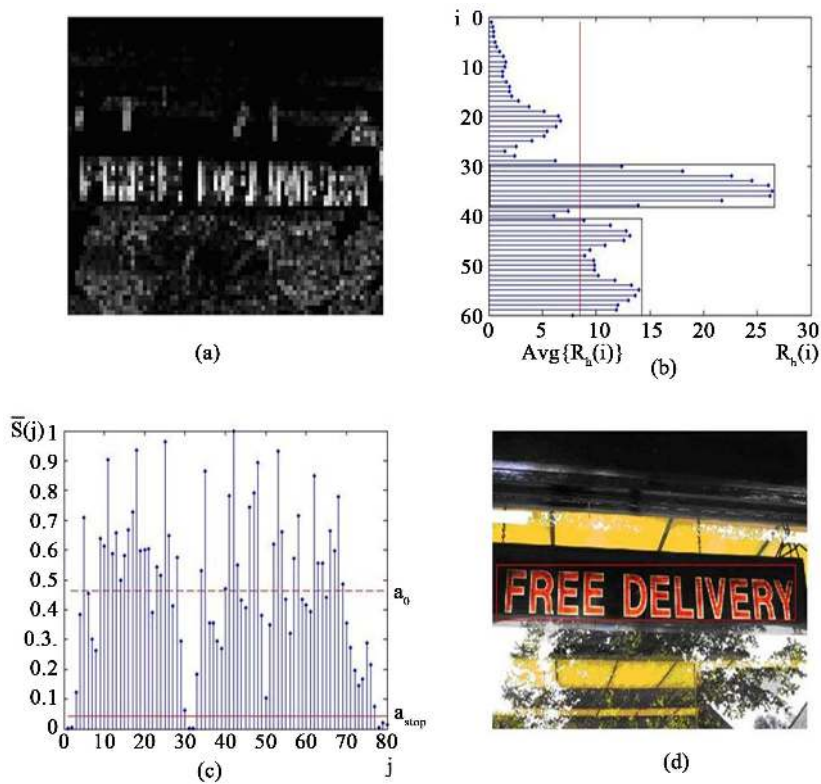 i 0
10
20
30
40
50
60
0 5 10 15 20 25 30
Avg{R_h(i)} R_h(i)
(a)
(b)
S̅(j) 1
0.9
0.8
0.7
0.6
0.5
0.4
0.3
0.2
0.1
0
a_0
a_stop
0 10 20 30 40 50 60 70 80
j
(c)
FREE DELIVERY
(d)